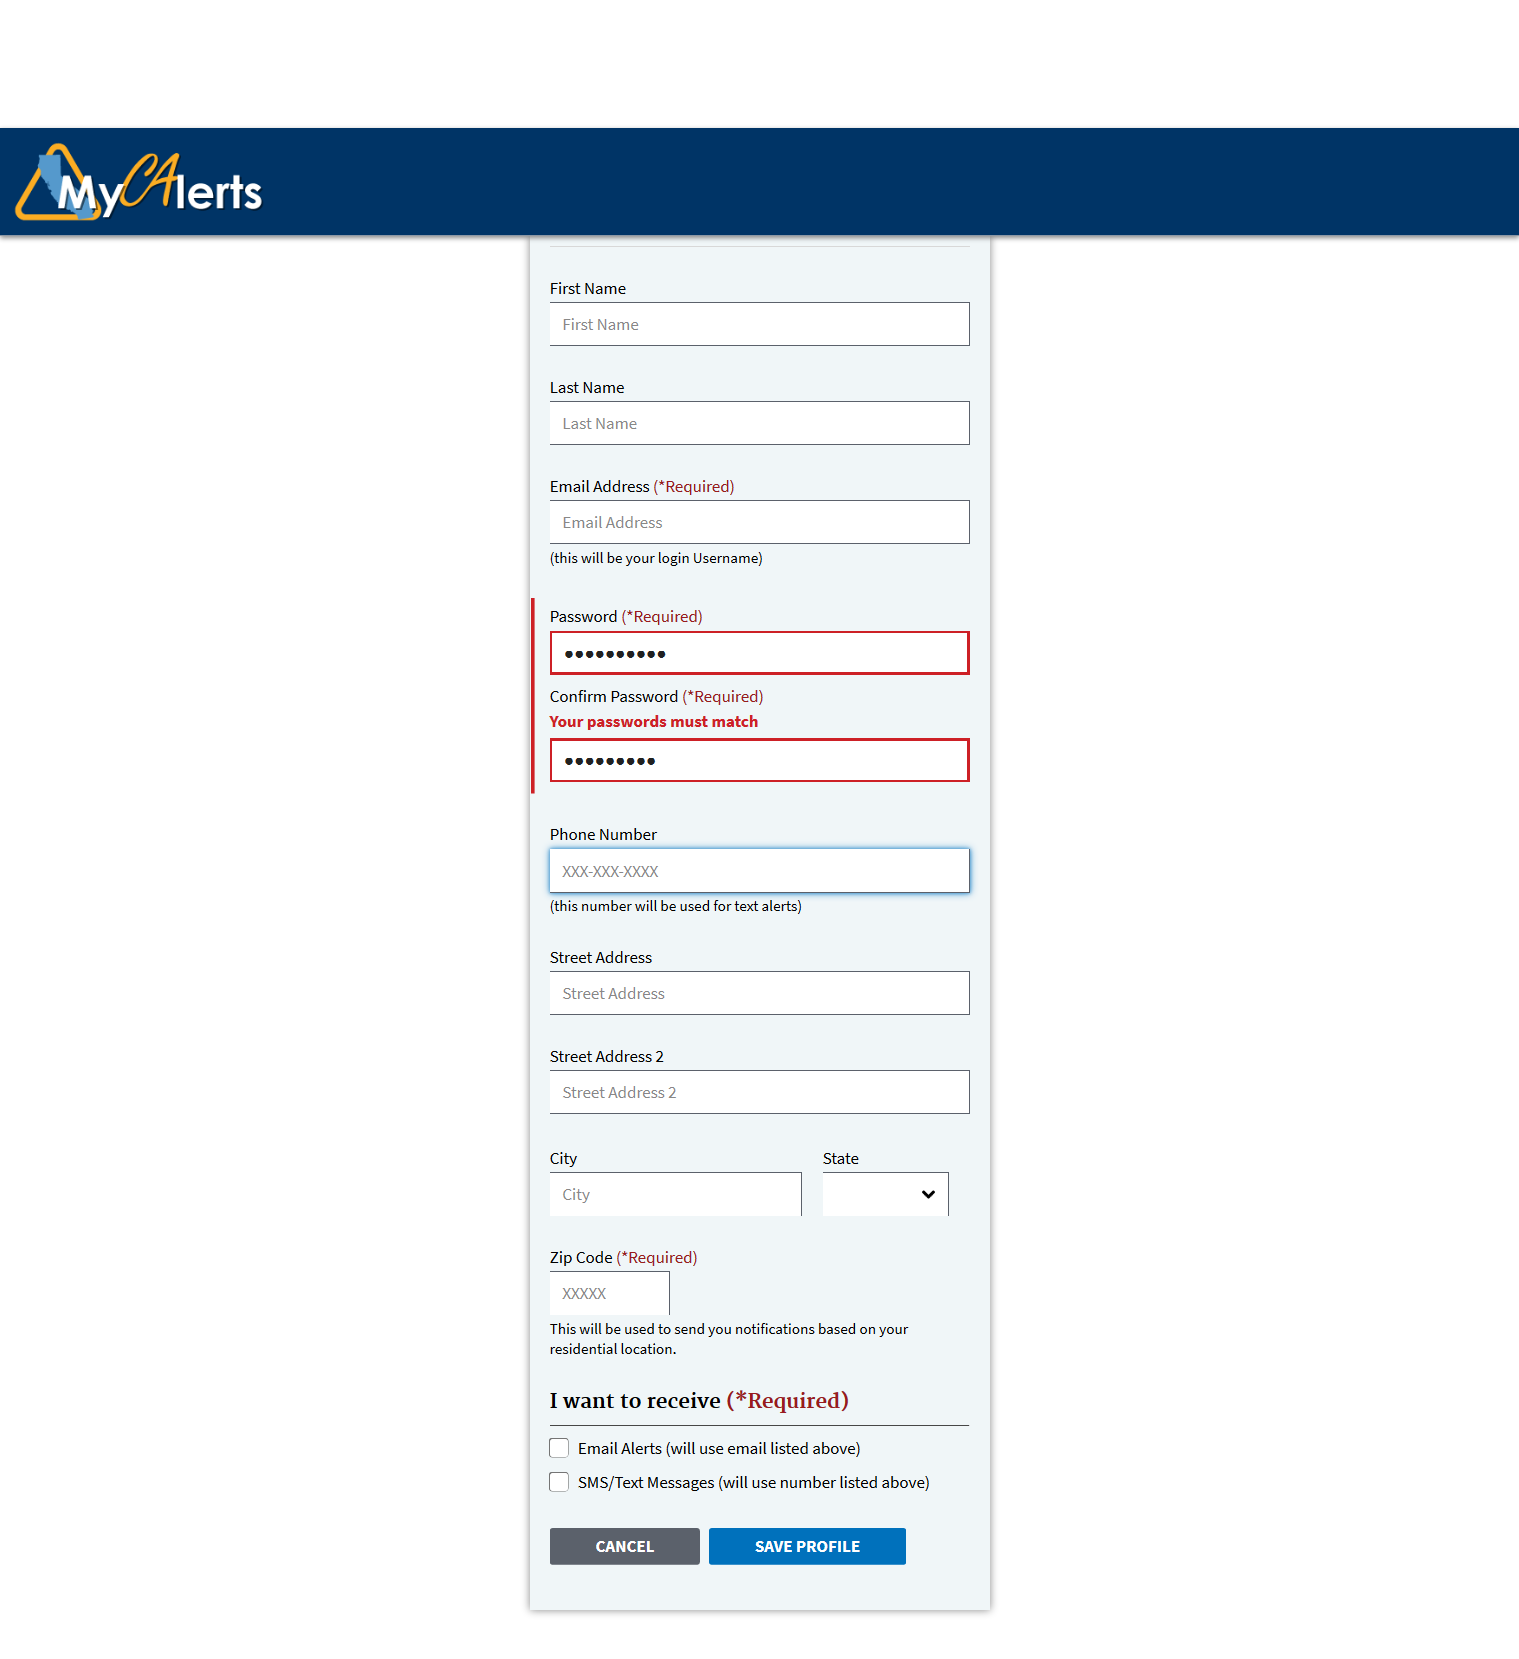 MyCAlerts
First Name
First Name
Last Name
Last Name
Email Address (*Required)
Email Address
(this will be your login Username)
Password (*Required)
••••••••••
Confirm Password (*Required)
Your passwords must match
•••••••••
Phone Number
XXX-XXX-XXXX
(this number will be used for text alerts)
Street Address
Street Address
Street Address 2
Street Address 2
City State
City
Zip Code (*Required)
XXXXX
This will be used to send you notifications based on your
residential location.
I want to receive (*Required)
Email Alerts (will use email listed above)
SMS/Text Messages (will use number listed above)
CANCEL SAVE PROFILE